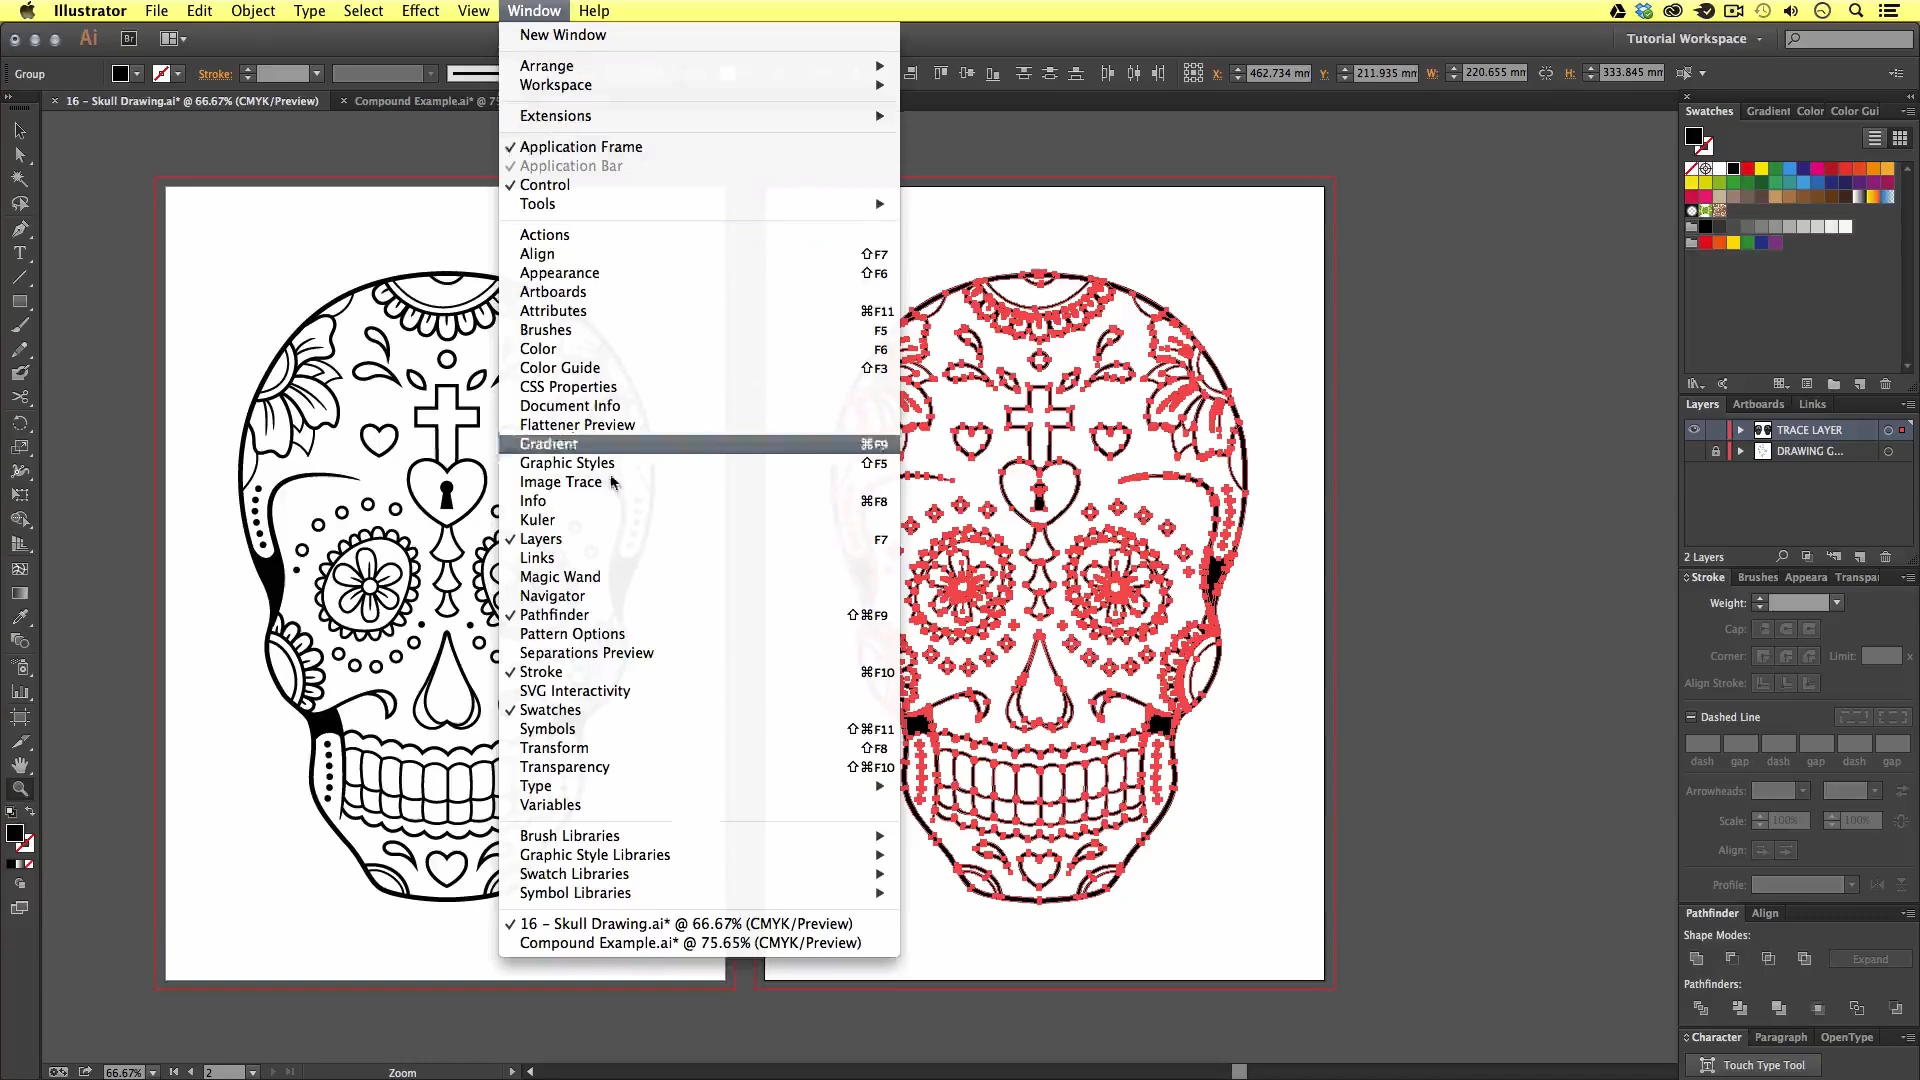 Illustrator File Edit Object Type Select Effect View Window Help
Ai Br Tutorial Workspace
Group Stroke: X: 462.734 mm Y: 211.935 mm W: 220.655 mm H: 333.845 mm
16 - Skull Drawing.ai* @ 66.67% (CMYK/Preview) Compound Example.ai* @ 75
New Window
Arrange
Workspace
Extensions
Application Frame
Application Bar
Control
Tools
Actions
Align ⇧F7
Appearance ⇧F6
Artboards
Attributes ⌘F11
Brushes F5
Color F6
Color Guide ⇧F3
CSS Properties
Document Info
Flattener Preview
Gradient ⌘F9
Graphic Styles ⇧F5
Image Trace
Info ⌘F8
Kuler
Layers F7
Links
Magic Wand
Navigator
Pathfinder ⇧⌘F9
Pattern Options
Separations Preview
Stroke ⌘F10
SVG Interactivity
Swatches
Symbols ⇧⌘F11
Transform ⇧F8
Transparency ⇧⌘F10
Type
Variables
Brush Libraries
Graphic Style Libraries
Swatch Libraries
Symbol Libraries
16 - Skull Drawing.ai* @ 66.67% (CMYK/Preview)
Compound Example.ai* @ 75.65% (CMYK/Preview)
Swatches Gradient Color Color Gui
Layers Artboards Links
TRACE LAYER
DRAWING G...
2 Layers
Stroke Brushes Appeara Transpar
Weight:
Cap:
Corner: Limit: x
Align Stroke:
Dashed Line
dash gap dash gap dash gap
Arrowheads:
Scale: 100% 100%
Align:
Profile:
Pathfinder Align
Shape Modes:
Expand
Pathfinders:
Character Paragraph OpenType
Touch Type Tool
66.67% 2 Zoom